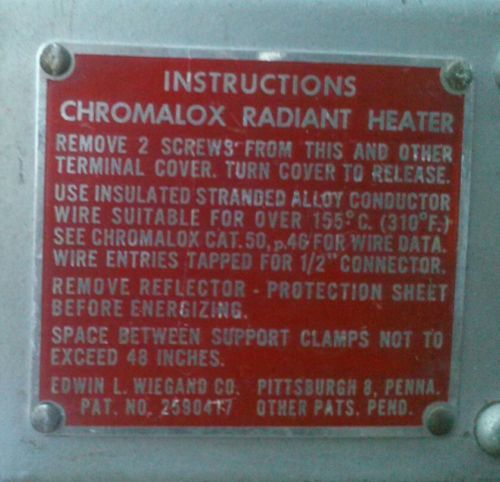 INSTRUCTIONS
CHROMALOX RADIANT HEATER
REMOVE 2 SCREWS FROM THIS AND OTHER
TERMINAL COVER. TURN COVER TO RELEASE.
USE INSULATED STRANDED ALLOY CONDUCTOR
WIRE SUITABLE FOR OVER 155°C. (310°F.)
SEE CHROMALOX CAT. 50, p.46 FOR WIRE DATA.
WIRE ENTRIES TAPPED FOR 1/2" CONNECTOR.
REMOVE REFLECTOR - PROTECTION SHEET
BEFORE ENERGIZING.
SPACE BETWEEN SUPPORT CLAMPS NOT TO
EXCEED 48 INCHES.
EDWIN L. WIEGAND CO. PITTSBURGH 8, PENNA.
PAT. NO. 2590417 OTHER PATS. PEND.